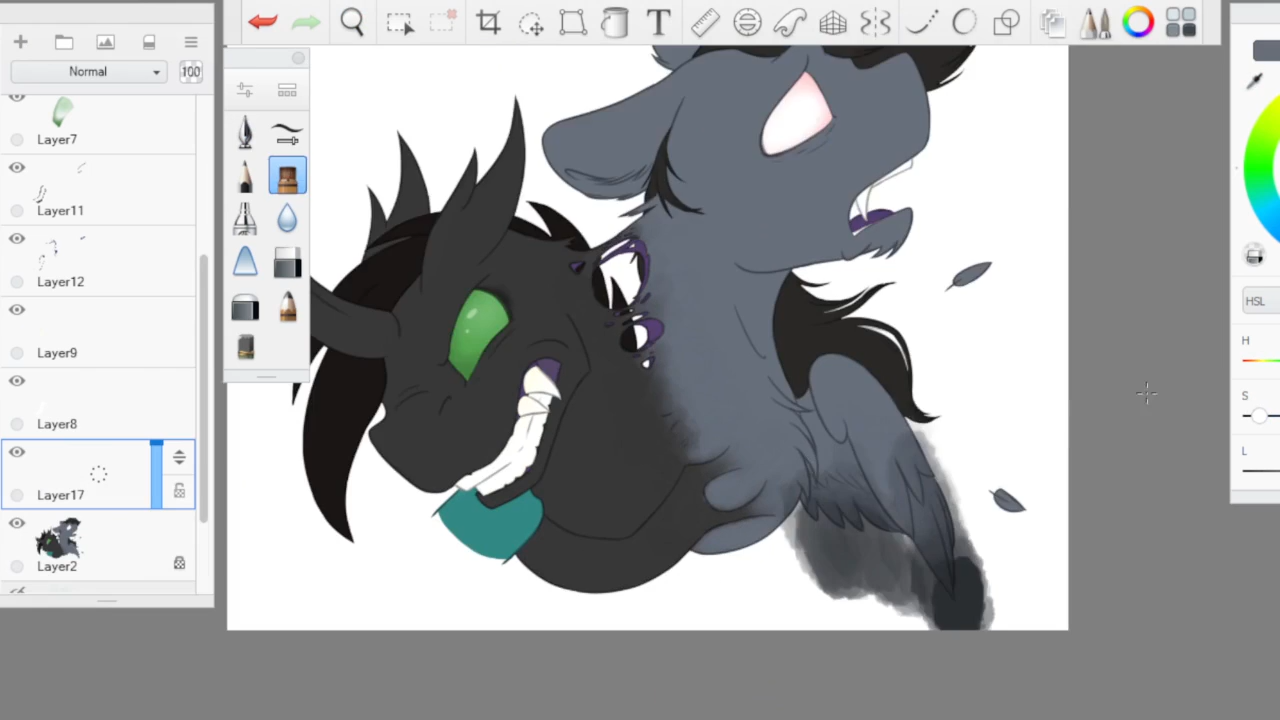 Normal
100
Layer7
Layer11
Layer12
Layer9
Layer8
Layer17
Layer2
T
HSL
H
S
L